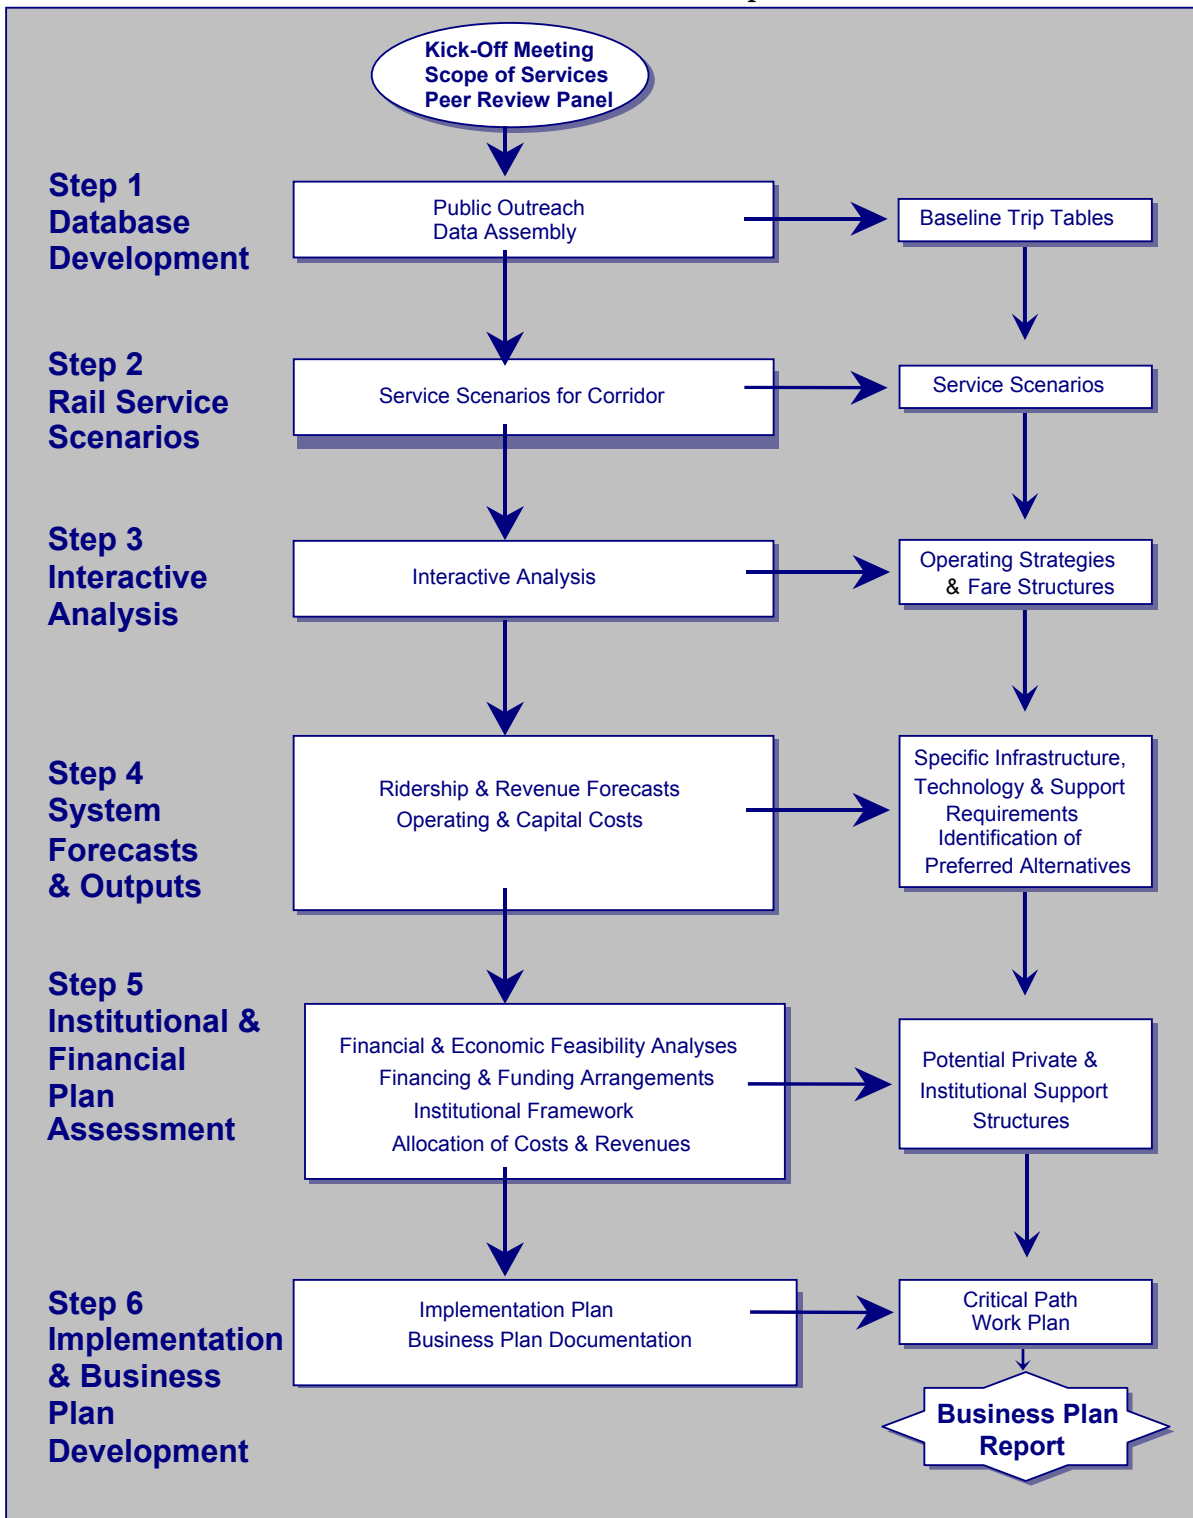 Kick-Off Meeting
Scope of Services
Peer Review Panel
Step 1
Database
Development
Public Outreach
Data Assembly
Baseline Trip Tables
Step 2
Rail Service
Scenarios
Service Scenarios for Corridor
Service Scenarios
Step 3
Interactive
Analysis
Interactive Analysis
Operating Strategies
& Fare Structures
Step 4
System
Forecasts
& Outputs
Ridership & Revenue Forecasts
Operating & Capital Costs
Specific Infrastructure,
Technology & Support
Requirements
Identification of
Preferred Alternatives
Step 5
Institutional &
Financial
Plan
Assessment
Financial & Economic Feasibility Analyses
Financing & Funding Arrangements
Institutional Framework
Allocation of Costs & Revenues
Potential Private &
Institutional Support
Structures
Step 6
Implementation
& Business
Plan
Development
Implementation Plan
Business Plan Documentation
Critical Path
Work Plan
Business Plan
Report